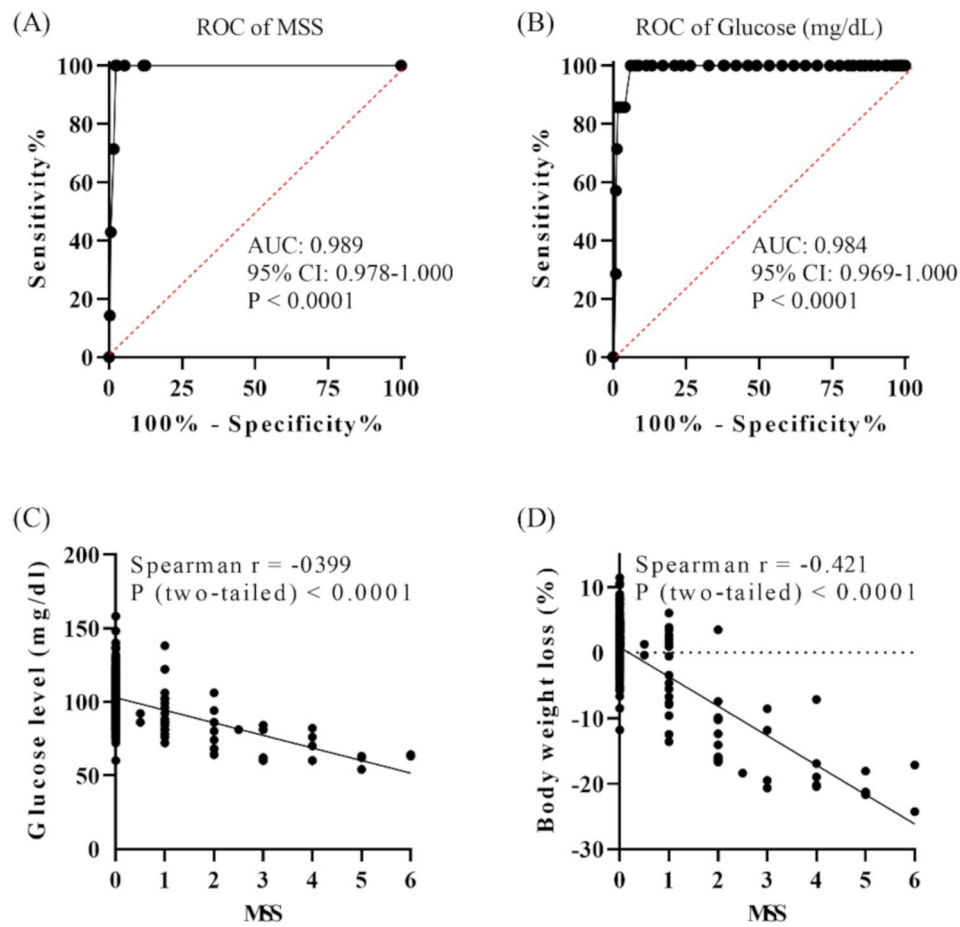 (A)
ROC of MSS
100
80
60
40
20
0
Sensitivity%
AUC: 0.989
95% CI: 0.978-1.000
P < 0.0001
0 25 50 75 100
100% - Specificity%
(B)
ROC of Glucose (mg/dL)
100
80
60
40
20
0
Sensitivity%
AUC: 0.984
95% CI: 0.969-1.000
P < 0.0001
0 25 50 75 100
100% - Specificity%
(C)
Spearman r = -0399
P (two-tailed) < 0.0001
200
150
100
50
0
Glucose level (mg/dl)
0 1 2 3 4 5 6
MSS
(D)
Spearman r = -0.421
P (two-tailed) < 0.0001
10
0
-10
-20
-30
Body weight loss (%)
0 1 2 3 4 5 6
MSS